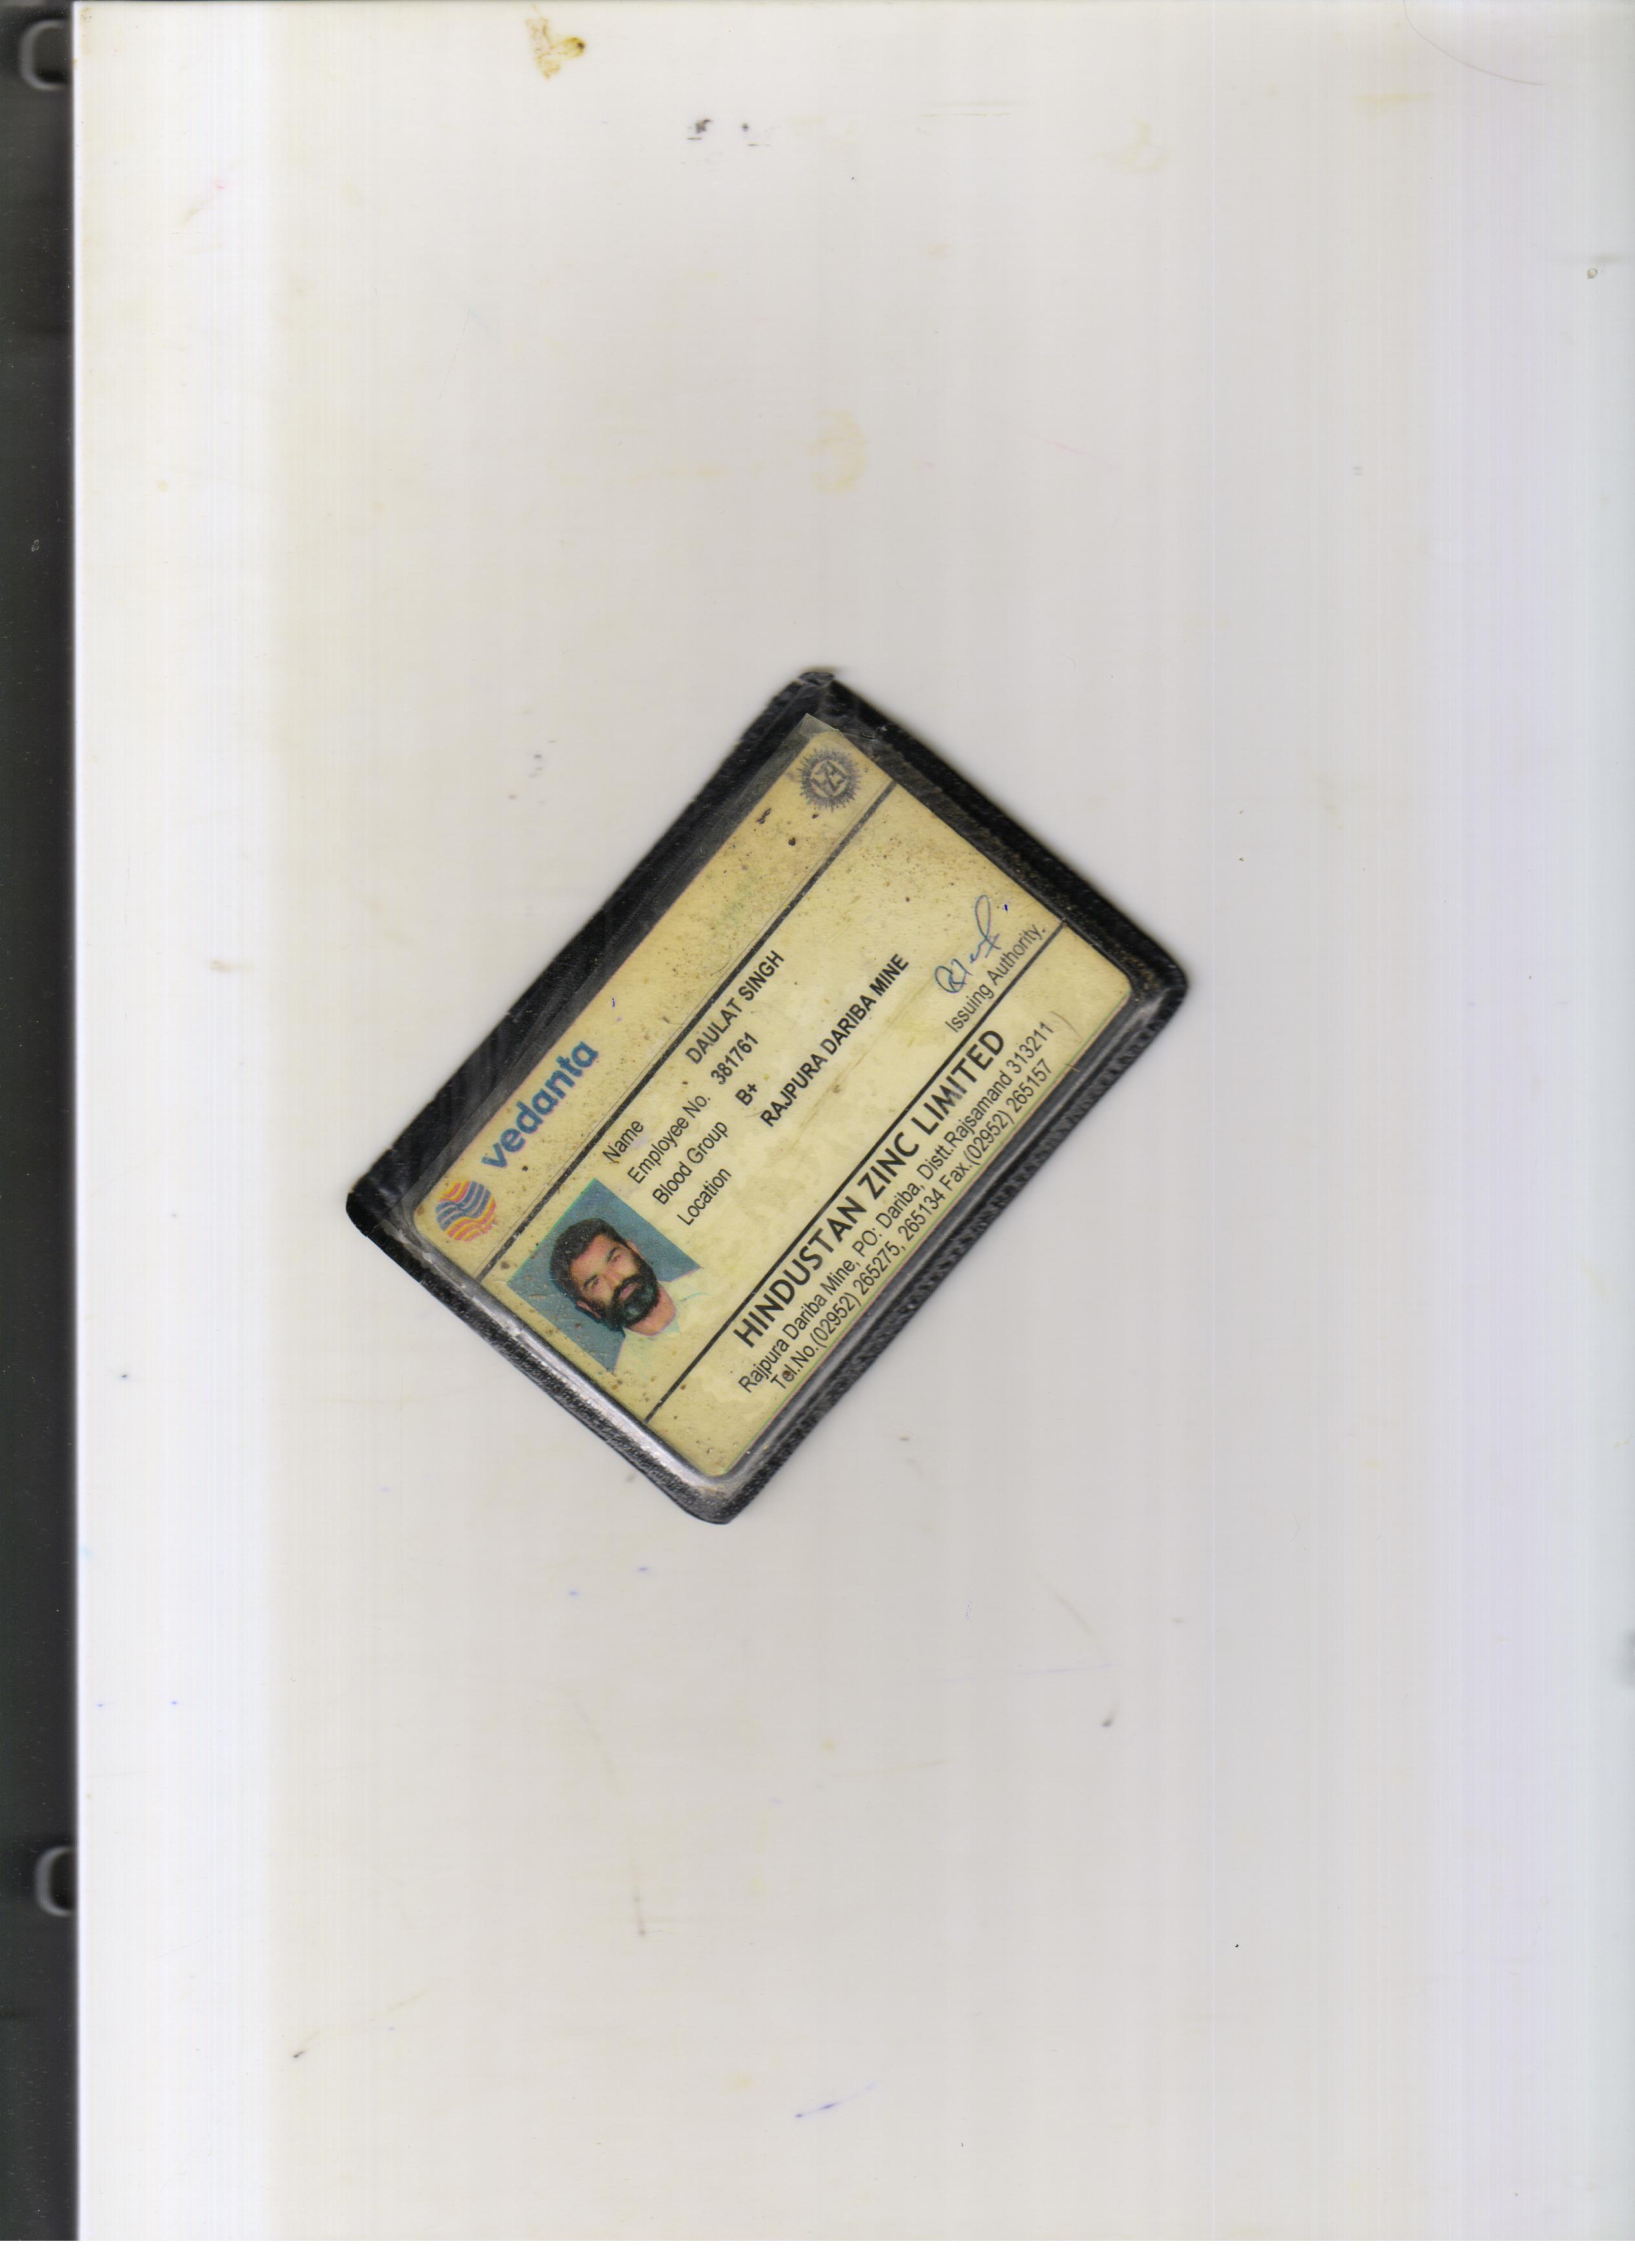 vedanta
Name DAULAT SINGH
Employee No. 381761
Blood Group B+
Location RAJPURA DARIBA MINE
Issuing Authority.
HINDUSTAN ZINC LIMITED
Rajpura Dariba Mine, PO: Dariba, Distt.Rajsamand 313211
Tel.No.(02952) 265275, 265134 Fax.(02952) 265157